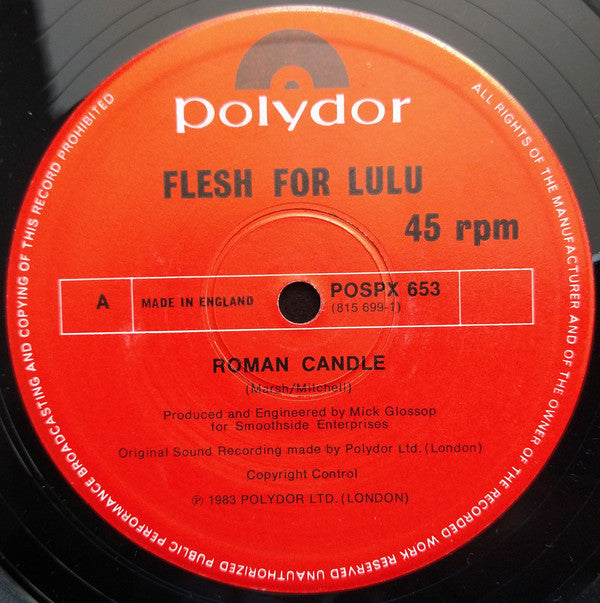 polydor
FLESH FOR LULU
45 rpm
A
MADE IN ENGLAND
POSPX 653
(815 699-1)
ROMAN CANDLE
(Marsh/Mitchell)
Produced and Engineered by Mick Glossop
for Smoothside Enterprises
Original Sound Recording made by Polydor Ltd. (London)
Copyright Control
℗ 1983 POLYDOR LTD. (LONDON)
ALL RIGHTS OF THE MANUFACTURER AND OF THE OWNER OF THE RECORDED WORK RESERVED UNAUTHORIZED PUBLIC PERFORMANCE BROADCASTING AND COPYING OF THIS RECORD PROHIBITED